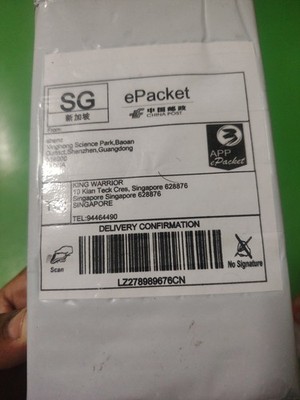 SG
新加坡
ePacket
中国邮政
CHINA POST
From:
Yingrong Science Park,Baoan
District,Shenzhen,Guangdong
3
APP
ePacket
KING WARRIOR
10 Kian Teck Cres, Singapore 628876
Singapore Singapore 628876
SINGAPORE
TEL:94464490
DELIVERY CONFIRMATION
Scan
No Signature
LZ278989676CN